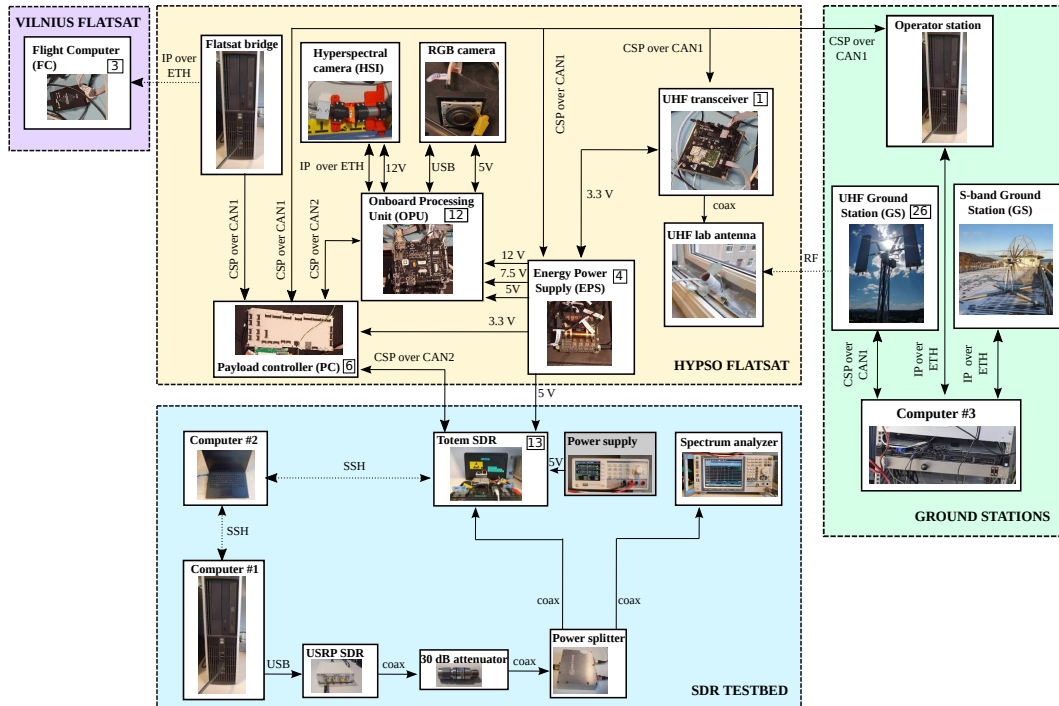 VILNIUS FLATSAT
Flight Computer
(FC) 3
IP over
ETH
Flatsat bridge
Hyperspectral
camera (HSI)
RGB camera
CSP over CAN1
CSP over CAN1
UHF transceiver 1
IP over ETH
12V
USB
5V
Onboard Processing
Unit (OPU) 12
3.3 V
coax
UHF lab antenna
CSP over CAN1
CSP over CAN1
CSP over CAN2
12 V
7.5 V
5V
Energy Power
Supply (EPS) 4
3.3 V
Payload controller (PC) 6
CSP over CAN2
HYPSO FLATSAT
5 V
RF
Operator station
CSP over
CAN1
UHF Ground
Station (GS) 26
S-band Ground
Station (GS)
CSP over
CAN1
IP over
ETH
IP over
ETH
Computer #3
GROUND STATIONS
Computer #2
SSH
Totem SDR 13
5V
Power supply
Spectrum analyzer
SSH
Computer #1
coax
coax
USB
USRP SDR
coax
30 dB attenuator
coax
Power splitter
SDR TESTBED